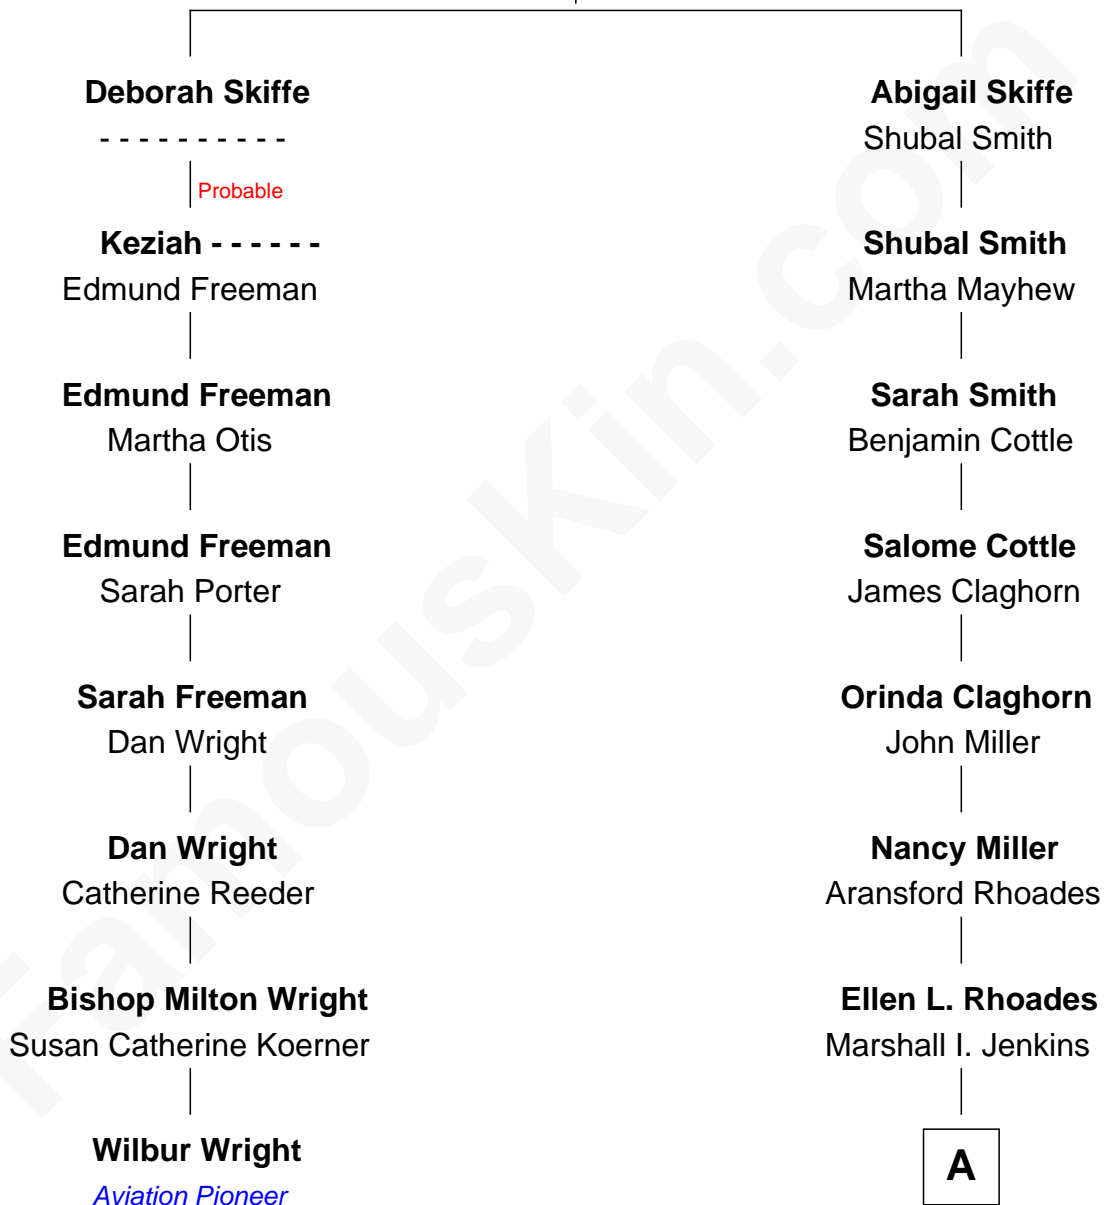 Deborah Skiffe
- - - - - - - - - -
Probable
Keziah - - - - - -
Edmund Freeman
Edmund Freeman
Martha Otis
Edmund Freeman
Sarah Porter
Sarah Freeman
Dan Wright
Dan Wright
Catherine Reeder
Bishop Milton Wright
Susan Catherine Koerner
Wilbur Wright
Aviation Pioneer
Abigail Skiffe
Shubal Smith
Shubal Smith
Martha Mayhew
Sarah Smith
Benjamin Cottle
Salome Cottle
James Claghorn
Orinda Claghorn
John Miller
Nancy Miller
Aransford Rhoades
Ellen L. Rhoades
Marshall I. Jenkins
A
FamousKin.com